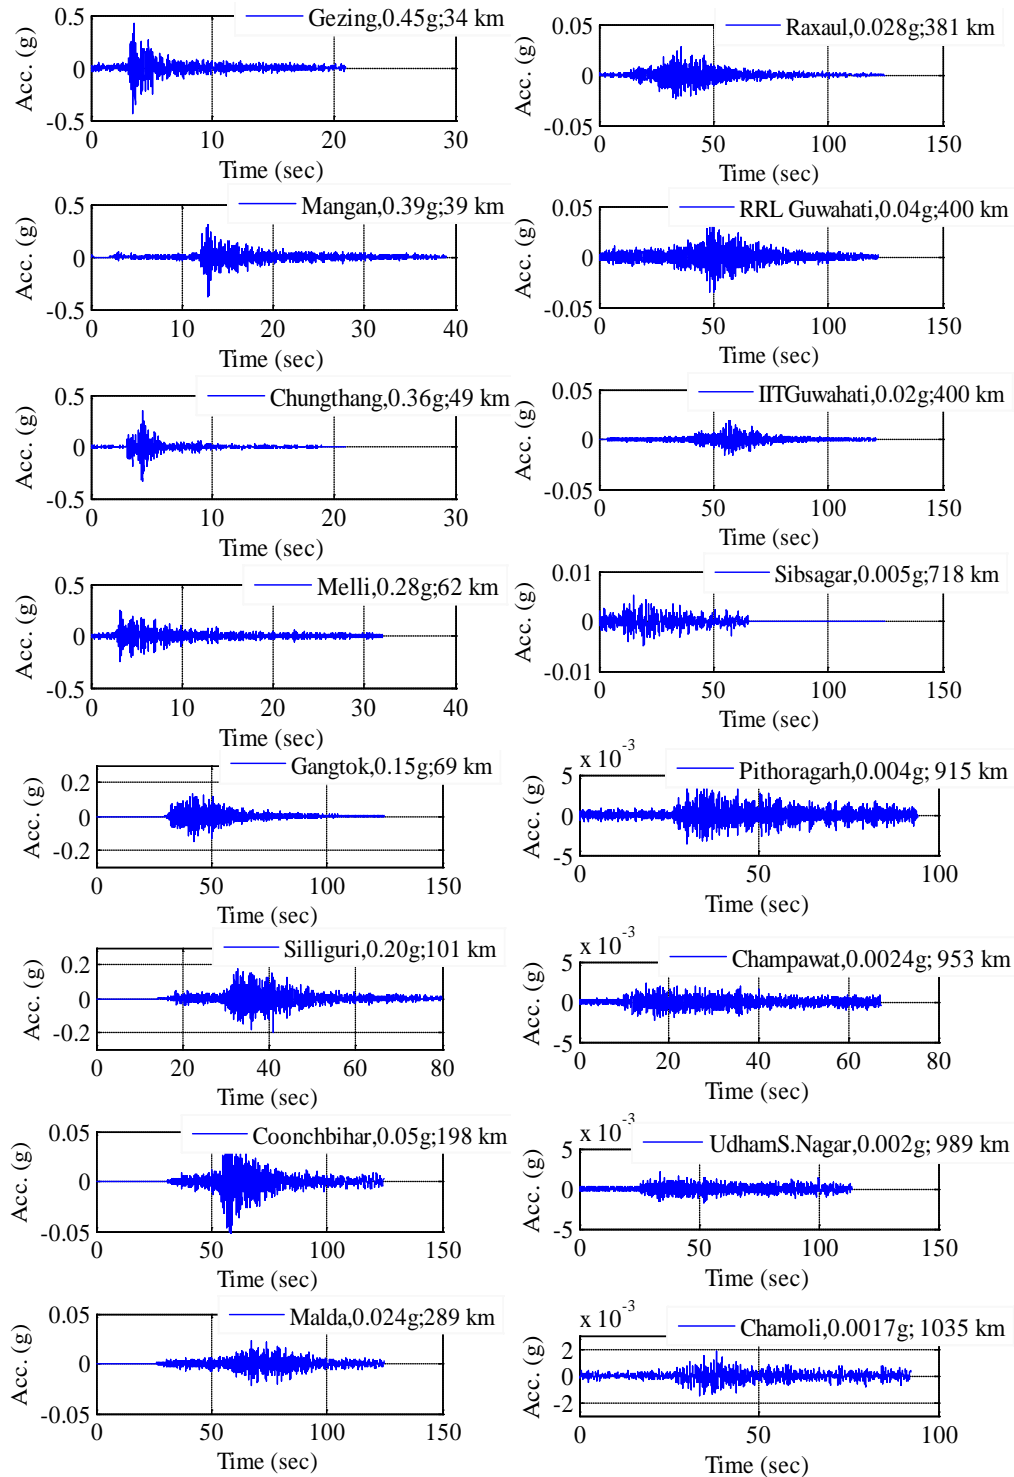 Gezing,0.45g;34 km
0.5
0
-0.5
Acc. (g)
0 10 20 30
Time (sec)
Mangan,0.39g;39 km
0.5
0
-0.5
Acc. (g)
0 10 20 30 40
Time (sec)
Chungthang,0.36g;49 km
0.5
0
-0.5
Acc. (g)
0 10 20 30
Time (sec)
Melli,0.28g;62 km
0.5
0
-0.5
Acc. (g)
0 10 20 30 40
Time (sec)
Gangtok,0.15g;69 km
0.2
0
-0.2
Acc. (g)
0 50 100 150
Time (sec)
Silliguri,0.20g;101 km
0.2
0
-0.2
Acc. (g)
0 20 40 60 80
Time (sec)
Coonchbihar,0.05g;198 km
0.05
0
-0.05
Acc. (g)
0 50 100 150
Time (sec)
Malda,0.024g;289 km
0.05
0
-0.05
Acc. (g)
0 50 100 150
Time (sec)
Raxaul,0.028g;381 km
0.05
0
-0.05
Acc. (g)
0 50 100 150
Time (sec)
RRL Guwahati,0.04g;400 km
0.05
0
-0.05
Acc. (g)
0 50 100 150
Time (sec)
IITGuwahati,0.02g;400 km
0.05
0
-0.05
Acc. (g)
0 50 100 150
Time (sec)
Sibsagar,0.005g;718 km
0.01
0
-0.01
Acc. (g)
0 50 100 150
Time (sec)
x 10 -3
Pithoragarh,0.004g; 915 km
5
0
-5
Acc. (g)
0 50 100
Time (sec)
x 10 -3
Champawat,0.0024g; 953 km
5
0
-5
Acc. (g)
0 20 40 60 80
Time (sec)
x 10 -3
UdhamS.Nagar,0.002g; 989 km
5
0
-5
Acc. (g)
0 50 100 150
Time (sec)
x 10 -3
Chamoli,0.0017g; 1035 km
2
0
-2
Acc. (g)
0 50 100
Time (sec)